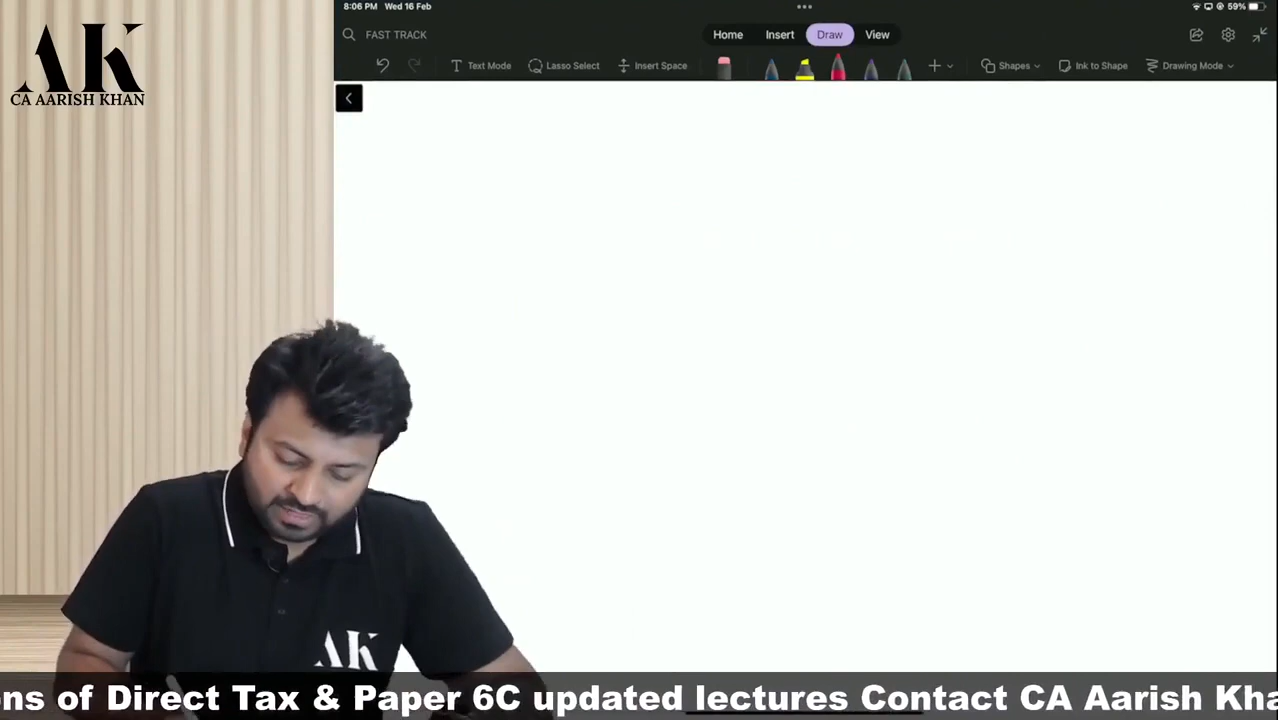 8:06 PM Wed 16 Feb
59%
AK
CA AARISH KHAN
FAST TRACK
Home Insert Draw View
Text Mode Lasso Select Insert Space Shapes Ink to Shape Drawing Mode
AK
ons of Direct Tax & Paper 6C updated lectures Contact CA Aarish Kha